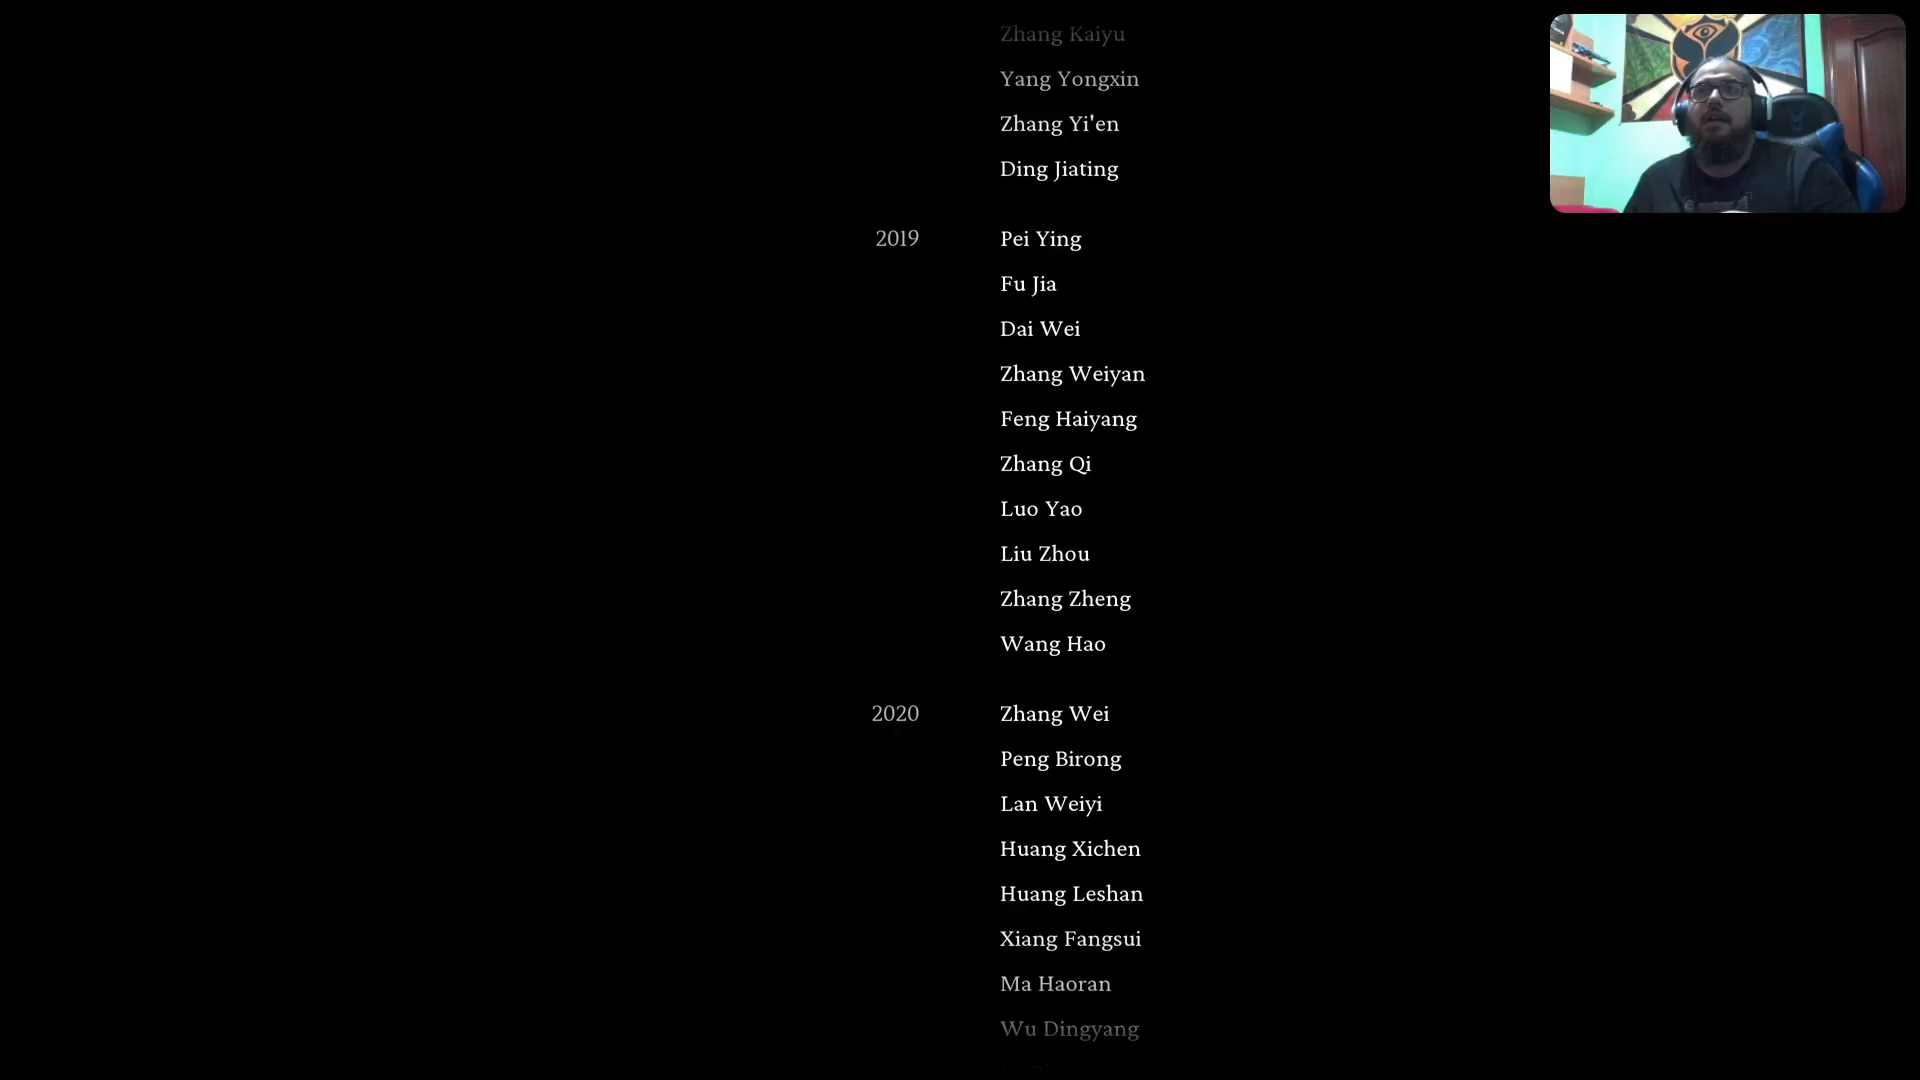 Zhang Kaiyu
Yang Yongxin
Zhang Yi'en
Ding Jiating
2019 Pei Ying
Fu Jia
Dai Wei
Zhang Weiyan
Feng Haiyang
Zhang Qi
Luo Yao
Liu Zhou
Zhang Zheng
Wang Hao
2020 Zhang Wei
Peng Birong
Lan Weiyi
Huang Xichen
Huang Leshan
Xiang Fangsui
Ma Haoran
Wu Dingyang